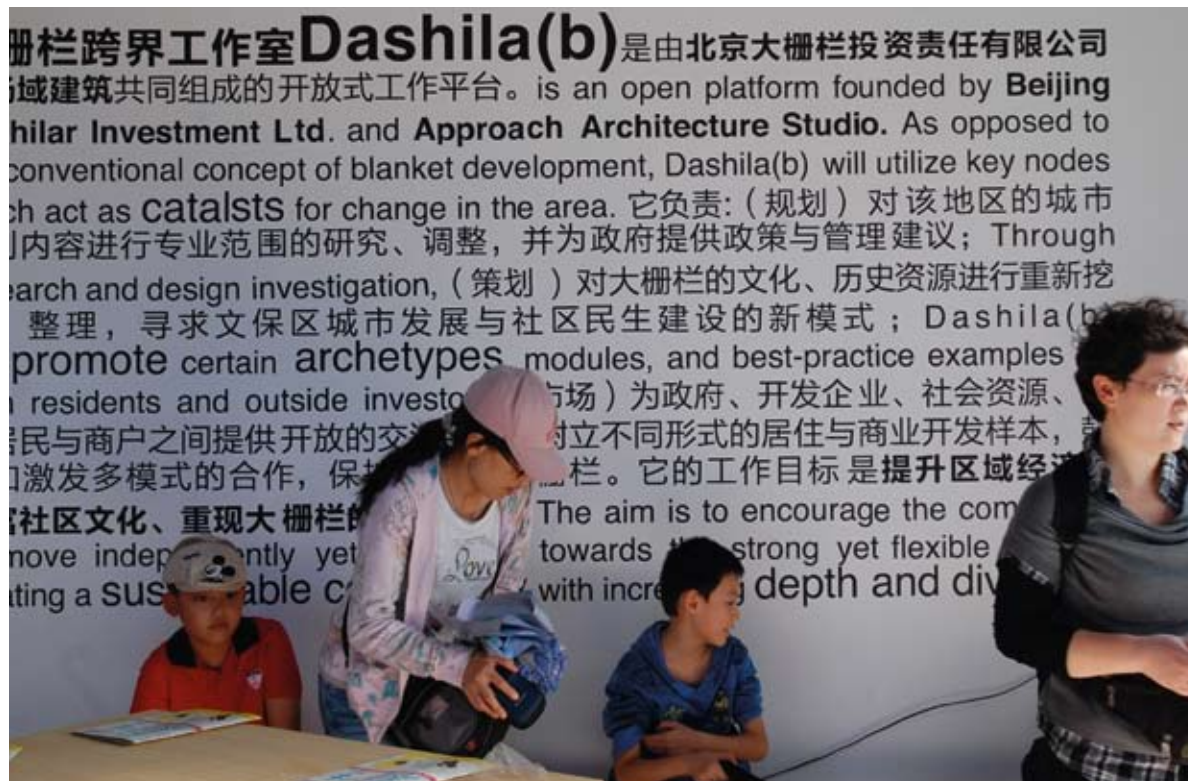 栅栏跨界工作室Dashila(b)是由北京大栅栏投资责任有限公司
域建筑共同组成的开放式工作平台。is an open platform founded by Beijing
hilar Investment Ltd. and Approach Architecture Studio. As opposed to
conventional concept of blanket development, Dashila(b) will utilize key nodes
ch act as catalsts for change in the area. 它负责:（规划）对该地区的城市
内容进行专业范围的研究、调整，并为政府提供政策与管理建议；Through
earch and design investigation,（策划）对大栅栏的文化、历史资源进行重新挖
整理，寻求文保区城市发展与社区民生建设的新模式；Dashila(b)
promote certain archetypes modules, and best-practice examples
residents and outside investo 市场）为政府、开发企业、社会资源、
居民与商户之间提供开放的交 树立不同形式的居住与商业开发样本，
激发多模式的合作，保 栏。它的工作目标是提升区域经
社区文化、重现大栅栏的 The aim is to encourage the com
move indep ently yet towards strong yet flexible
ating a sus able c with incre g depth and div
Love